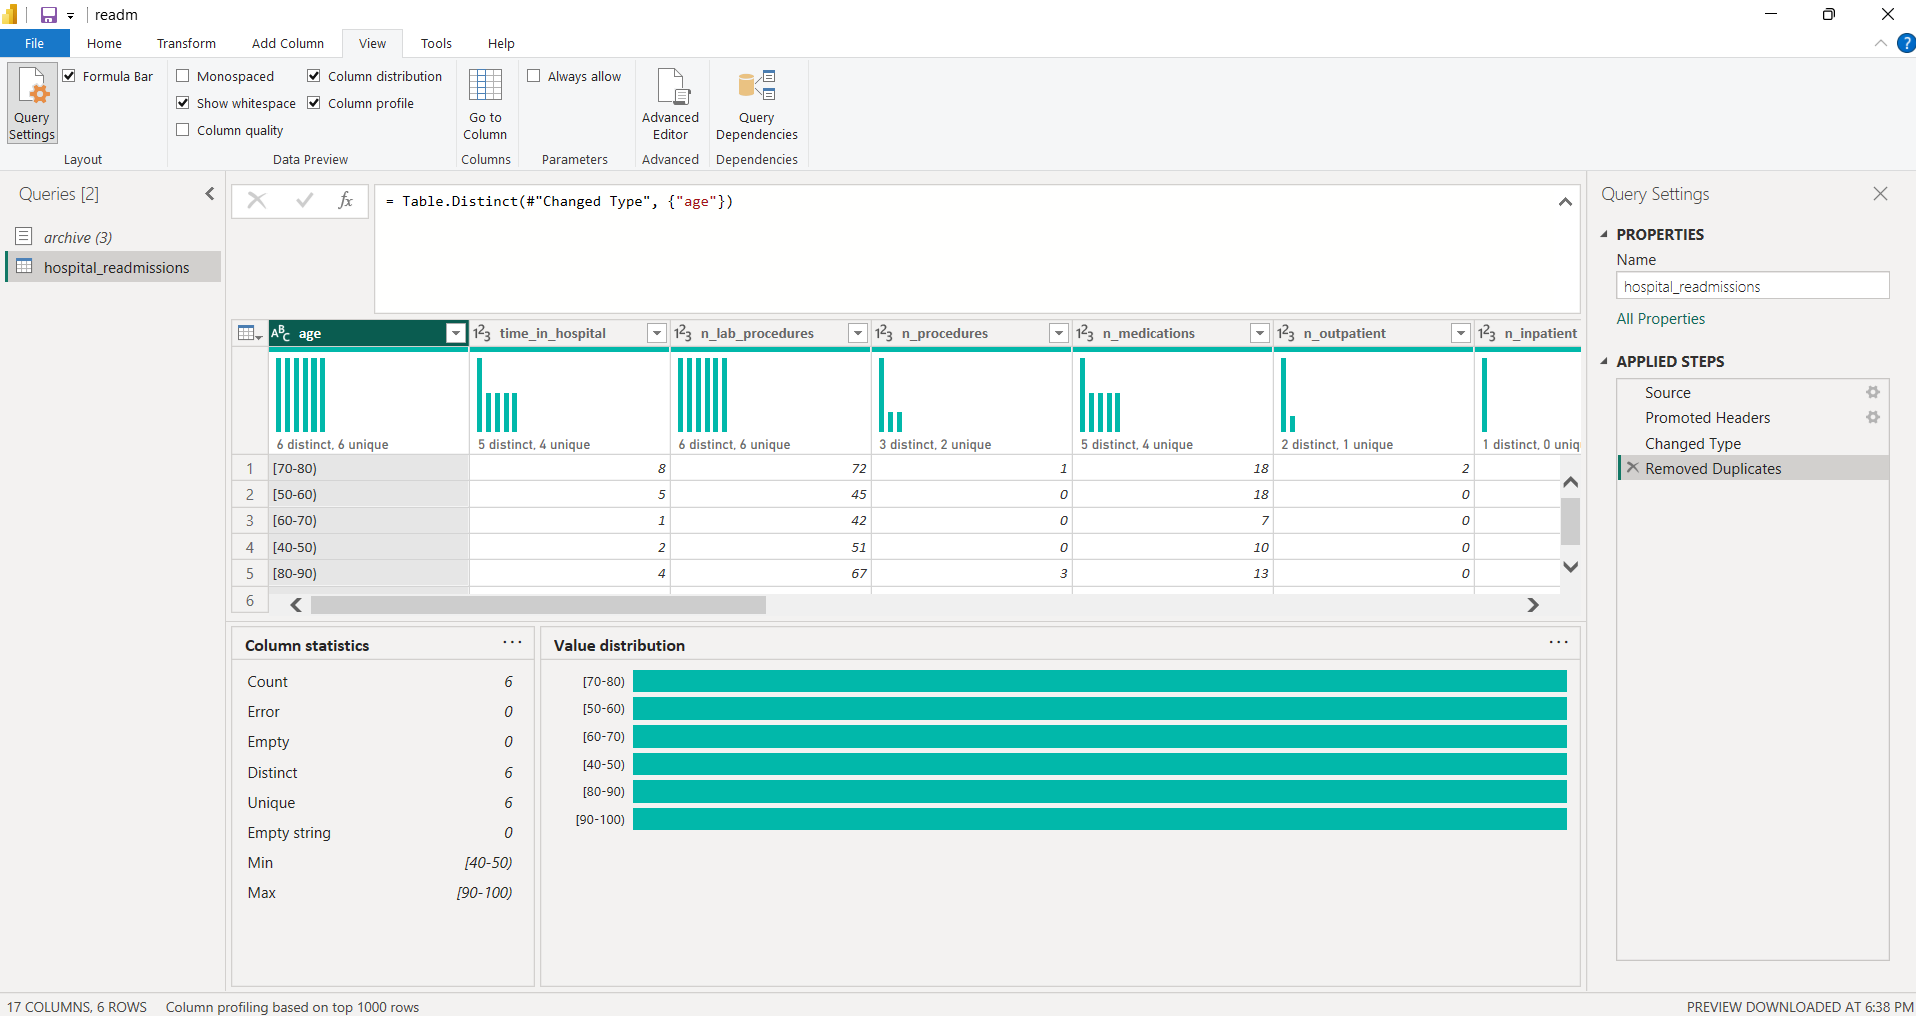 readm
File Home Transform Add Column View Tools Help ?
Query Settings
Formula Bar
Layout
Monospaced
Show whitespace
Column quality
Column distribution
Column profile
Data Preview
Go to Column
Columns
Always allow
Parameters
Advanced Editor
Advanced
Query Dependencies
Dependencies
Queries [2]
archive (3)
hospital_readmissions
fx
= Table.Distinct(#"Changed Type", {"age"})
ABC age 123 time_in_hospital 123 n_lab_procedures 123 n_procedures 123 n_medications 123 n_outpatient 123 n_inpatient
6 distinct, 6 unique 5 distinct, 4 unique 6 distinct, 6 unique 3 distinct, 2 unique 5 distinct, 4 unique 2 distinct, 1 unique 1 distinct, 0 uniq
1 [70-80) 8 72 1 18 2
2 [50-60) 5 45 0 18 0
3 [60-70) 1 42 0 7 0
4 [40-50) 2 51 0 10 0
5 [80-90) 4 67 3 13 0
6
Column statistics ...
Count 6
Error 0
Empty 0
Distinct 6
Unique 6
Empty string 0
Min [40-50)
Max [90-100)
Value distribution ...
[70-80)
[50-60)
[60-70)
[40-50)
[80-90)
[90-100)
Query Settings
PROPERTIES
Name
hospital_readmissions
All Properties
APPLIED STEPS
Source
Promoted Headers
Changed Type
Removed Duplicates
17 COLUMNS, 6 ROWS Column profiling based on top 1000 rows PREVIEW DOWNLOADED AT 6:38 PM